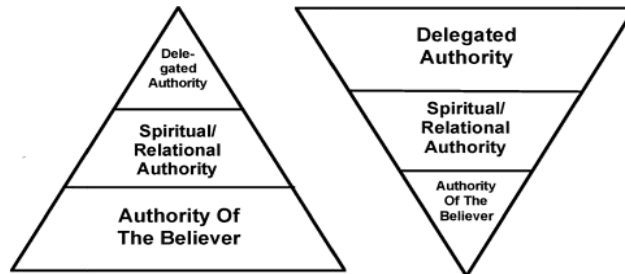 Dele-
gated
Authority
Spiritual/
Relational
Authority
Authority Of
The Believer
Delegated
Authority
Spiritual/
Relational
Authority
Authority
Of The
Believer